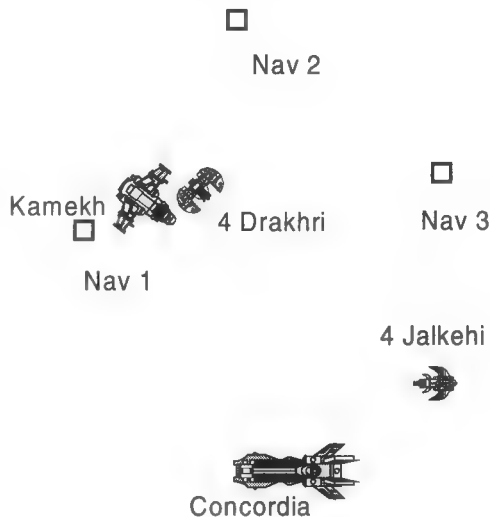 Nav 2
Kamekh
4 Drakhri
Nav 3
Nav 1
4 Jalkehi
Concordia